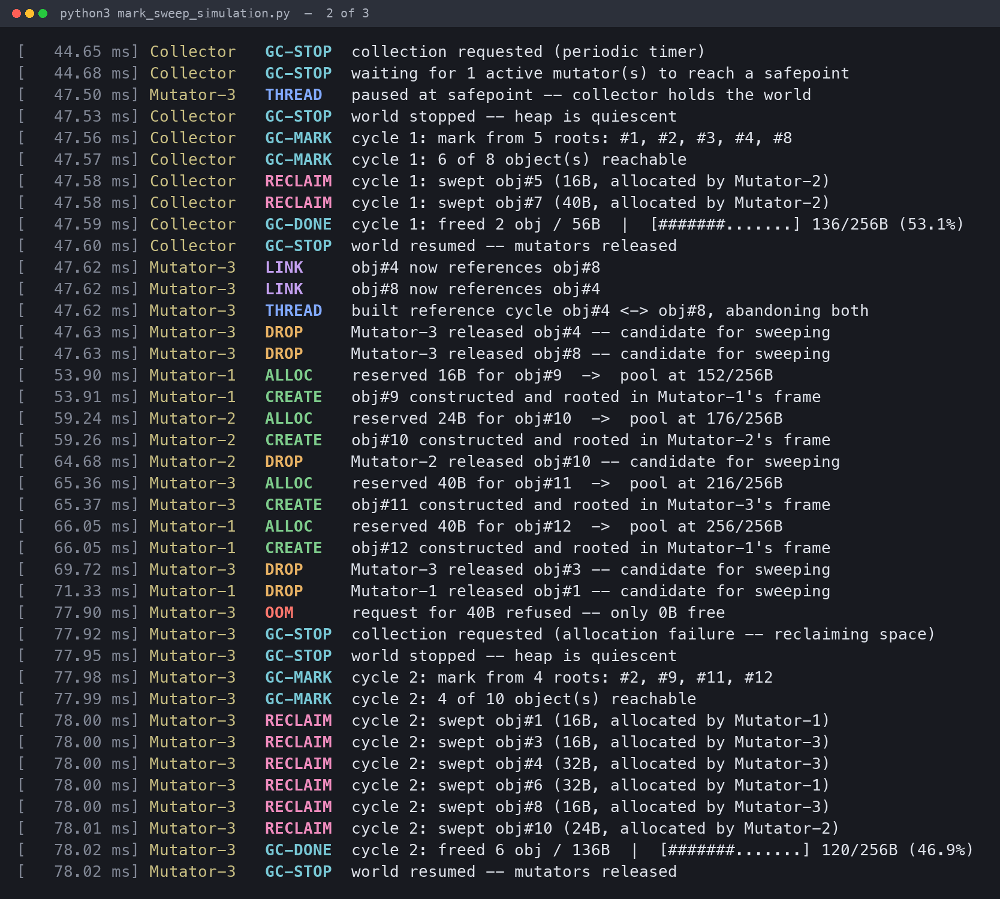 python3 mark_sweep_simulation.py  —  2 of 3
[   44.65 ms] Collector   GC-STOP  collection requested (periodic timer)
[   44.68 ms] Collector   GC-STOP  waiting for 1 active mutator(s) to reach a safepoint
[   47.50 ms] Mutator-3   THREAD   paused at safepoint -- collector holds the world
[   47.53 ms] Collector   GC-STOP  world stopped -- heap is quiescent
[   47.56 ms] Collector   GC-MARK  cycle 1: mark from 5 roots: #1, #2, #3, #4, #8
[   47.57 ms] Collector   GC-MARK  cycle 1: 6 of 8 object(s) reachable
[   47.58 ms] Collector   RECLAIM  cycle 1: swept obj#5 (16B, allocated by Mutator-2)
[   47.58 ms] Collector   RECLAIM  cycle 1: swept obj#7 (40B, allocated by Mutator-2)
[   47.59 ms] Collector   GC-DONE  cycle 1: freed 2 obj / 56B  |  [#######.......] 136/256B (53.1%)
[   47.60 ms] Collector   GC-STOP  world resumed -- mutators released
[   47.62 ms] Mutator-3   LINK     obj#4 now references obj#8
[   47.62 ms] Mutator-3   LINK     obj#8 now references obj#4
[   47.62 ms] Mutator-3   THREAD   built reference cycle obj#4 <-> obj#8, abandoning both
[   47.63 ms] Mutator-3   DROP     Mutator-3 released obj#4 -- candidate for sweeping
[   47.63 ms] Mutator-3   DROP     Mutator-3 released obj#8 -- candidate for sweeping
[   53.90 ms] Mutator-1   ALLOC    reserved 16B for obj#9  ->  pool at 152/256B
[   53.91 ms] Mutator-1   CREATE   obj#9 constructed and rooted in Mutator-1's frame
[   59.24 ms] Mutator-2   ALLOC    reserved 24B for obj#10  ->  pool at 176/256B
[   59.26 ms] Mutator-2   CREATE   obj#10 constructed and rooted in Mutator-2's frame
[   64.68 ms] Mutator-2   DROP     Mutator-2 released obj#10 -- candidate for sweeping
[   65.36 ms] Mutator-3   ALLOC    reserved 40B for obj#11  ->  pool at 216/256B
[   65.37 ms] Mutator-3   CREATE   obj#11 constructed and rooted in Mutator-3's frame
[   66.05 ms] Mutator-1   ALLOC    reserved 40B for obj#12  ->  pool at 256/256B
[   66.05 ms] Mutator-1   CREATE   obj#12 constructed and rooted in Mutator-1's frame
[   69.72 ms] Mutator-3   DROP     Mutator-3 released obj#3 -- candidate for sweeping
[   71.33 ms] Mutator-1   DROP     Mutator-1 released obj#1 -- candidate for sweeping
[   77.90 ms] Mutator-3   OOM      request for 40B refused -- only 0B free
[   77.92 ms] Mutator-3   GC-STOP  collection requested (allocation failure -- reclaiming space)
[   77.95 ms] Mutator-3   GC-STOP  world stopped -- heap is quiescent
[   77.98 ms] Mutator-3   GC-MARK  cycle 2: mark from 4 roots: #2, #9, #11, #12
[   77.99 ms] Mutator-3   GC-MARK  cycle 2: 4 of 10 object(s) reachable
[   78.00 ms] Mutator-3   RECLAIM  cycle 2: swept obj#1 (16B, allocated by Mutator-1)
[   78.00 ms] Mutator-3   RECLAIM  cycle 2: swept obj#3 (16B, allocated by Mutator-3)
[   78.00 ms] Mutator-3   RECLAIM  cycle 2: swept obj#4 (32B, allocated by Mutator-3)
[   78.00 ms] Mutator-3   RECLAIM  cycle 2: swept obj#6 (32B, allocated by Mutator-1)
[   78.00 ms] Mutator-3   RECLAIM  cycle 2: swept obj#8 (16B, allocated by Mutator-3)
[   78.01 ms] Mutator-3   RECLAIM  cycle 2: swept obj#10 (24B, allocated by Mutator-2)
[   78.02 ms] Mutator-3   GC-DONE  cycle 2: freed 6 obj / 136B  |  [#######.......] 120/256B (46.9%)
[   78.02 ms] Mutator-3   GC-STOP  world resumed -- mutators released